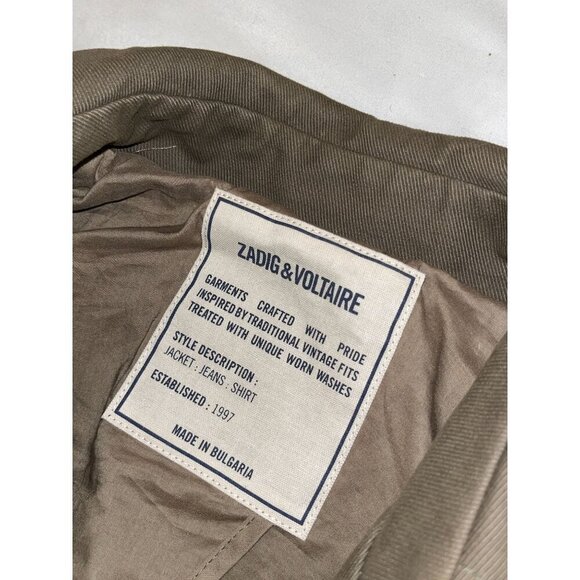 ZADIG&VOLTAIRE
GARMENTS CRAFTED WITH PRIDE
INSPIRED BY TRADITIONAL VINTAGE FITS
TREATED WITH UNIQUE WORN WASHES
STYLE DESCRIPTION :
JACKET : JEANS : SHIRT
ESTABLISHED : 1997
MADE IN BULGARIA